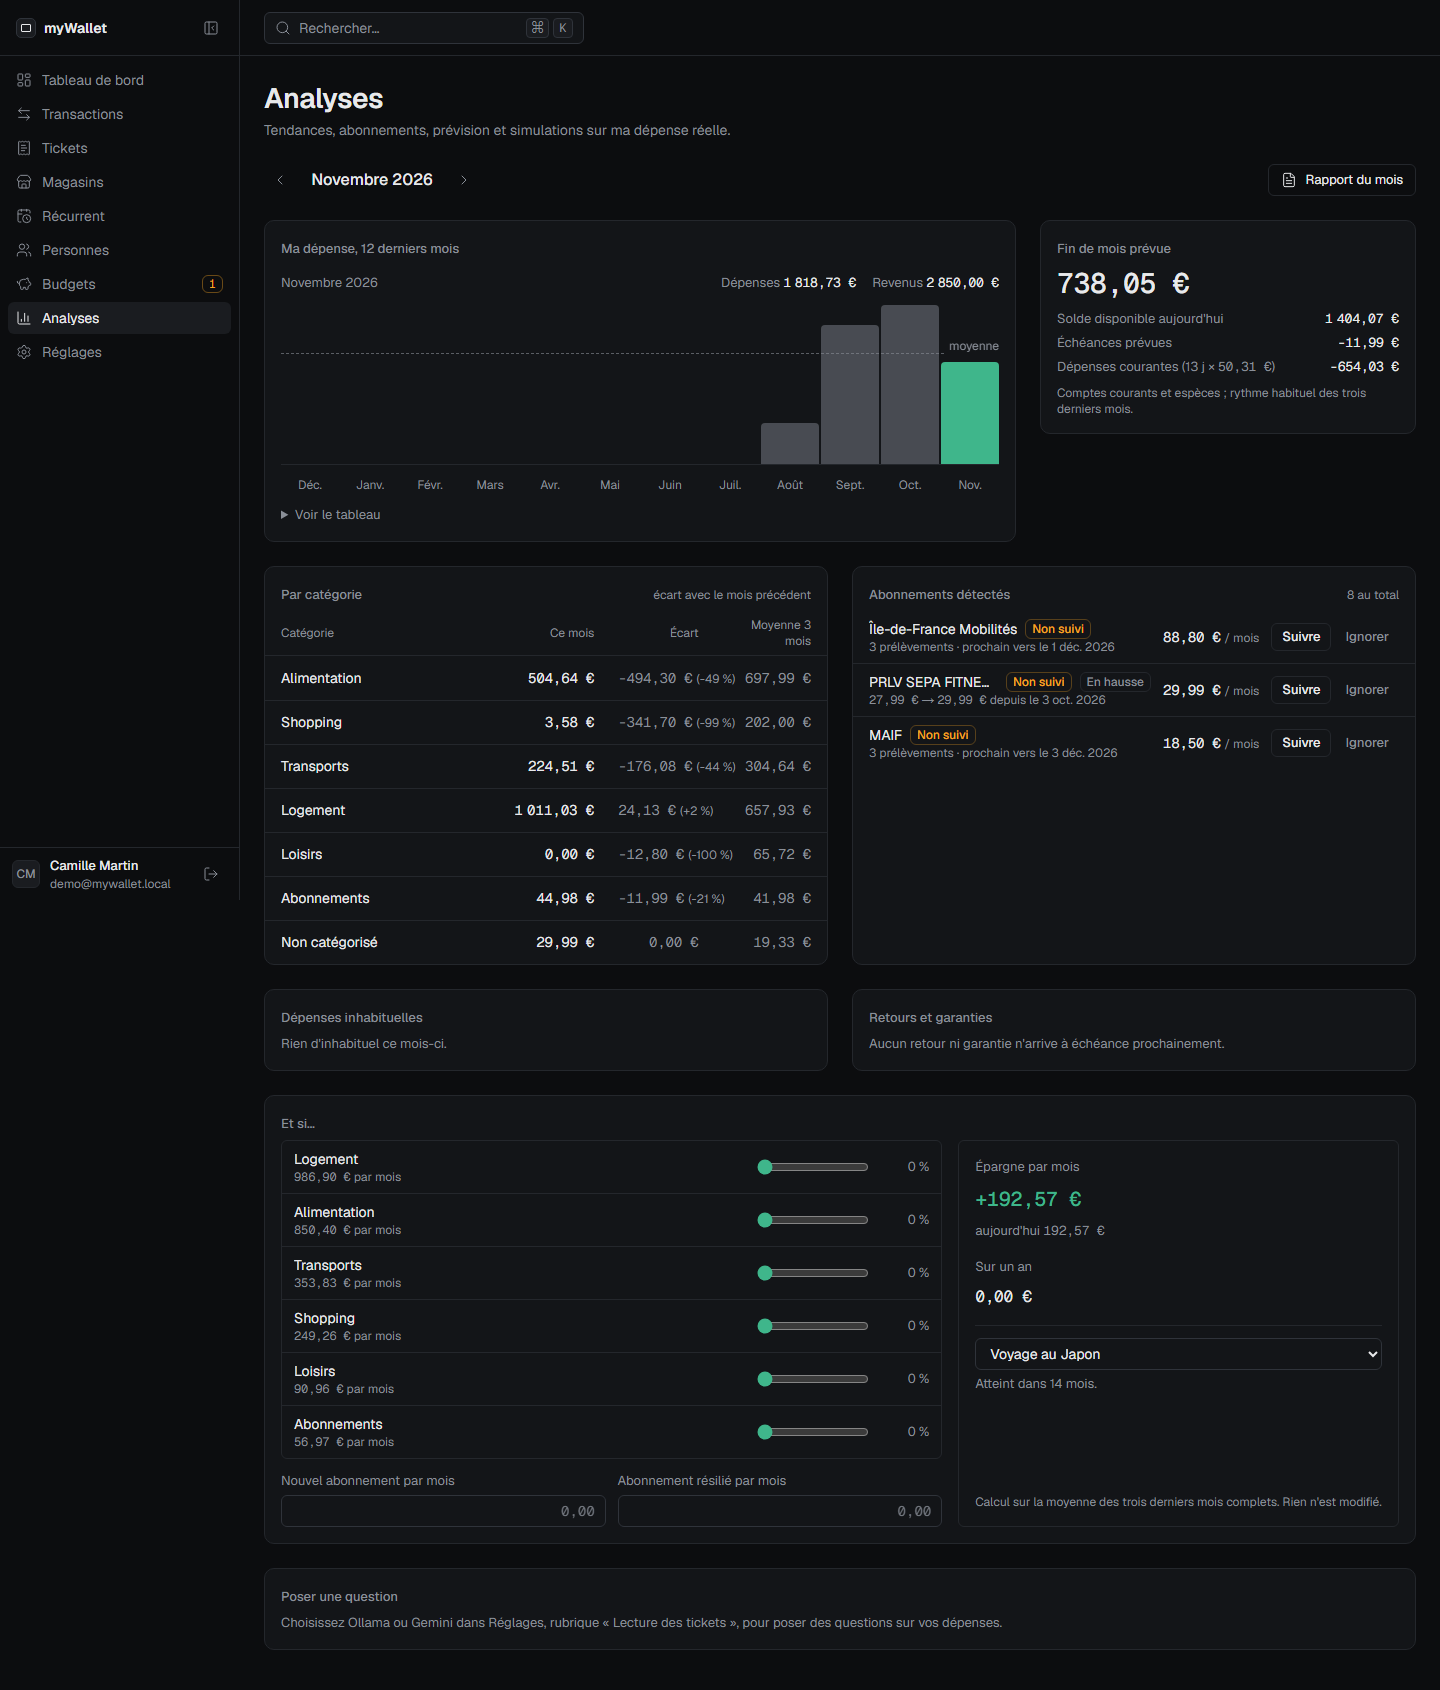 myWallet
Rechercher...
⌘ K
Tableau de bord
Transactions
Tickets
Magasins
Récurrent
Personnes
Budgets 1
Analyses
Réglages
Camille Martin
CM
demo@mywallet.local
Analyses
Tendances, abonnements, prévision et simulations sur ma dépense réelle.
Novembre 2026
Rapport du mois
Ma dépense, 12 derniers mois
Novembre 2026 Dépenses 1 818,73 € Revenus 2 850,00 €
moyenne
Déc. Janv. Févr. Mars Avr. Mai Juin Juil. Août Sept. Oct. Nov.
Voir le tableau
Fin de mois prévue
738,05 €
Solde disponible aujourd'hui 1 404,07 €
Échéances prévues -11,99 €
Dépenses courantes (13 j × 50,31 €) -654,03 €
Comptes courants et espèces ; rythme habituel des trois
derniers mois.
Par catégorie écart avec le mois précédent
Catégorie Ce mois Écart Moyenne 3
mois
Alimentation 504,64 € -494,30 € (-49 %) 697,99 €
Shopping 3,58 € -341,70 € (-99 %) 202,00 €
Transports 224,51 € -176,08 € (-44 %) 304,64 €
Logement 1 011,03 € 24,13 € (+2 %) 657,93 €
Loisirs 0,00 € -12,80 € (-100 %) 65,72 €
Abonnements 44,98 € -11,99 € (-21 %) 41,98 €
Non catégorisé 29,99 € 0,00 € 19,33 €
Abonnements détectés 8 au total
Île-de-France Mobilités Non suivi 88,80 € / mois Suivre Ignorer
3 prélèvements · prochain vers le 1 déc. 2026
PRLV SEPA FITNE... Non suivi En hausse 29,99 € / mois Suivre Ignorer
27,99 € → 29,99 € depuis le 3 oct. 2026
MAIF Non suivi 18,50 € / mois Suivre Ignorer
3 prélèvements · prochain vers le 3 déc. 2026
Dépenses inhabituelles
Rien d'inhabituel ce mois-ci.
Retours et garanties
Aucun retour ni garantie n'arrive à échéance prochainement.
Et si...
Logement 0 %
986,90 € par mois
Alimentation 0 %
850,40 € par mois
Transports 0 %
353,83 € par mois
Shopping 0 %
249,26 € par mois
Loisirs 0 %
90,96 € par mois
Abonnements 0 %
56,97 € par mois
Nouvel abonnement par mois Abonnement résilié par mois
0,00 0,00
Épargne par mois
+192,57 €
aujourd'hui 192,57 €
Sur un an
0,00 €
Voyage au Japon
Atteint dans 14 mois.
Calcul sur la moyenne des trois derniers mois complets. Rien n'est modifié.
Poser une question
Choisissez Ollama ou Gemini dans Réglages, rubrique « Lecture des tickets », pour poser des questions sur vos dépenses.